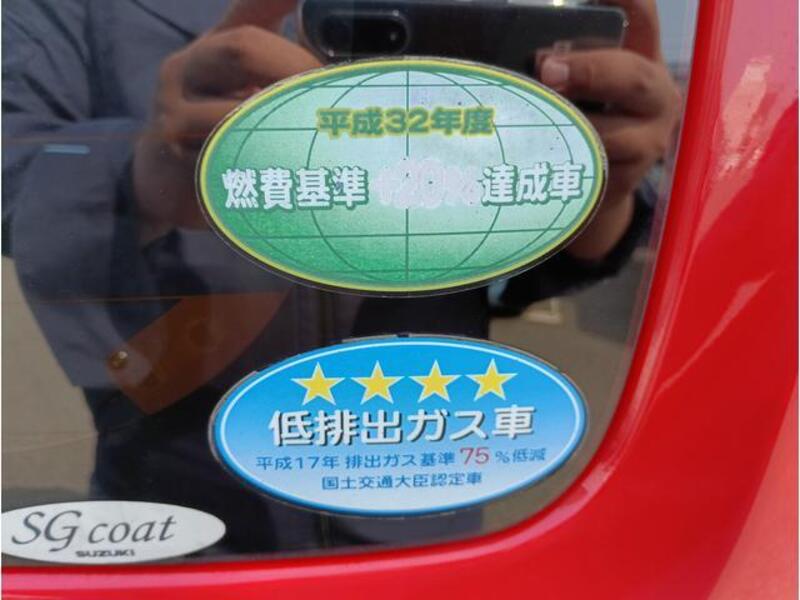 平成32年度
燃費基準 +20%達成車
低排出ガス車
平成17年 排出ガス基準 75%低減
国土交通大臣認定車
SG coat
SUZUKI